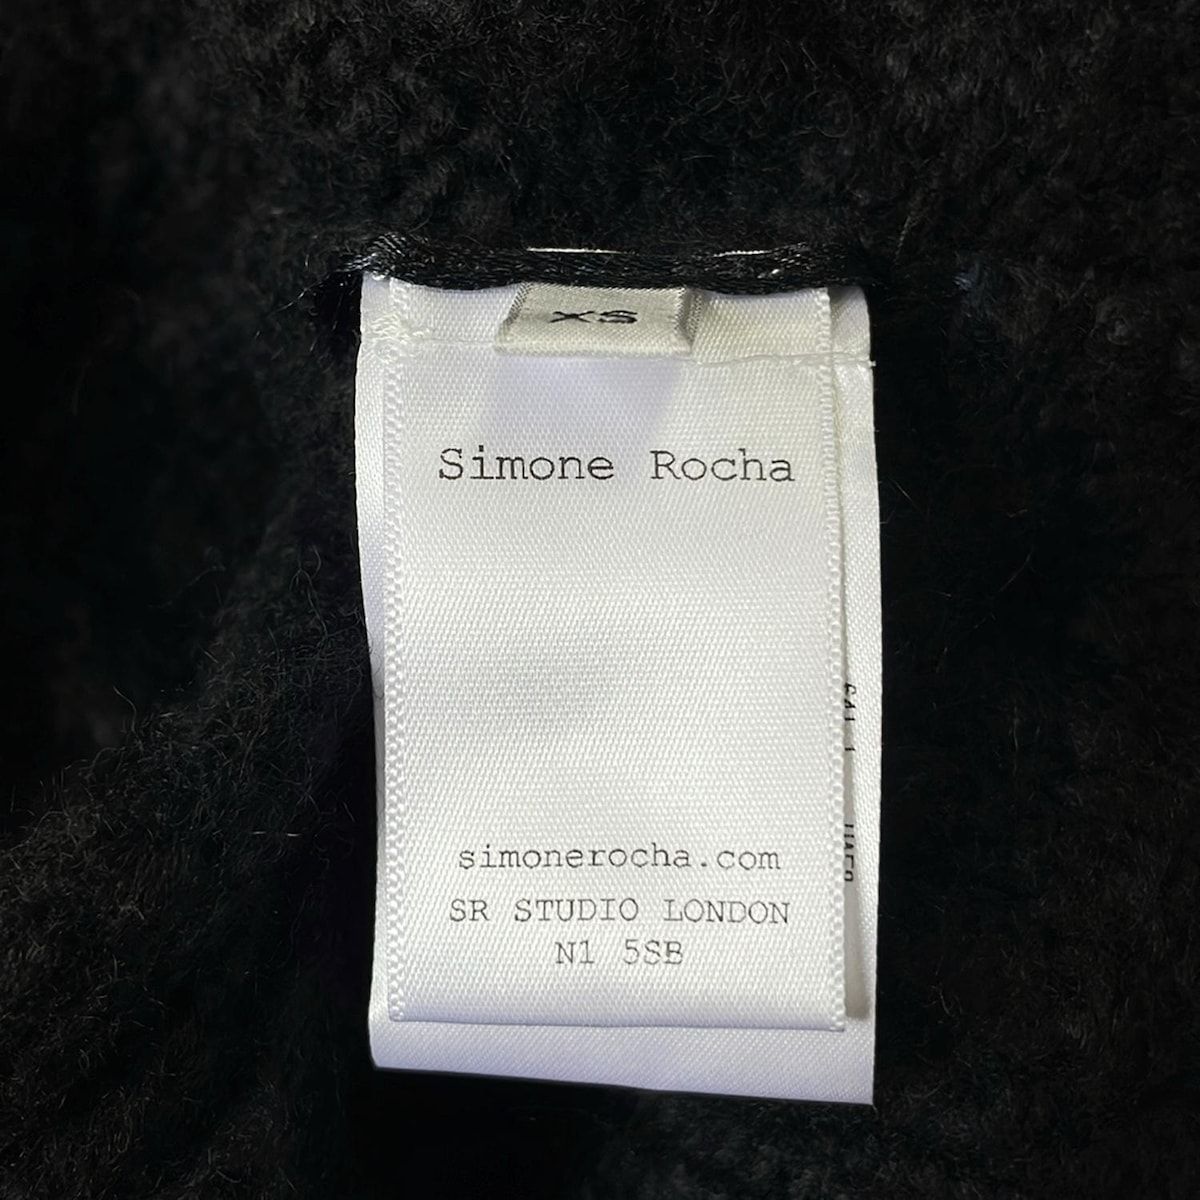 XS
Simone Rocha
simonerocha.com
SR STUDIO LONDON
N1 5SB